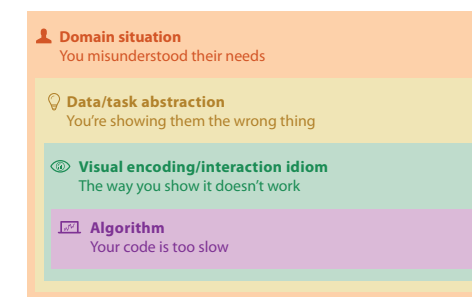 Domain situation
You misunderstood their needs
Data/task abstraction
You're showing them the wrong thing
Visual encoding/interaction idiom
The way you show it doesn't work
Algorithm
Your code is too slow